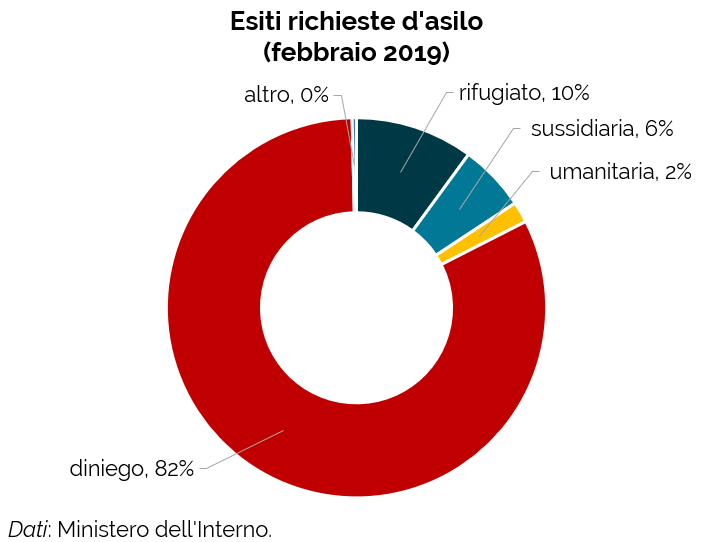 Esiti richieste d'asilo
(febbraio 2019)
altro, 0%
rifugiato, 10%
sussidiaria, 6%
umanitaria, 2%
diniego, 82%
Dati: Ministero dell'Interno.